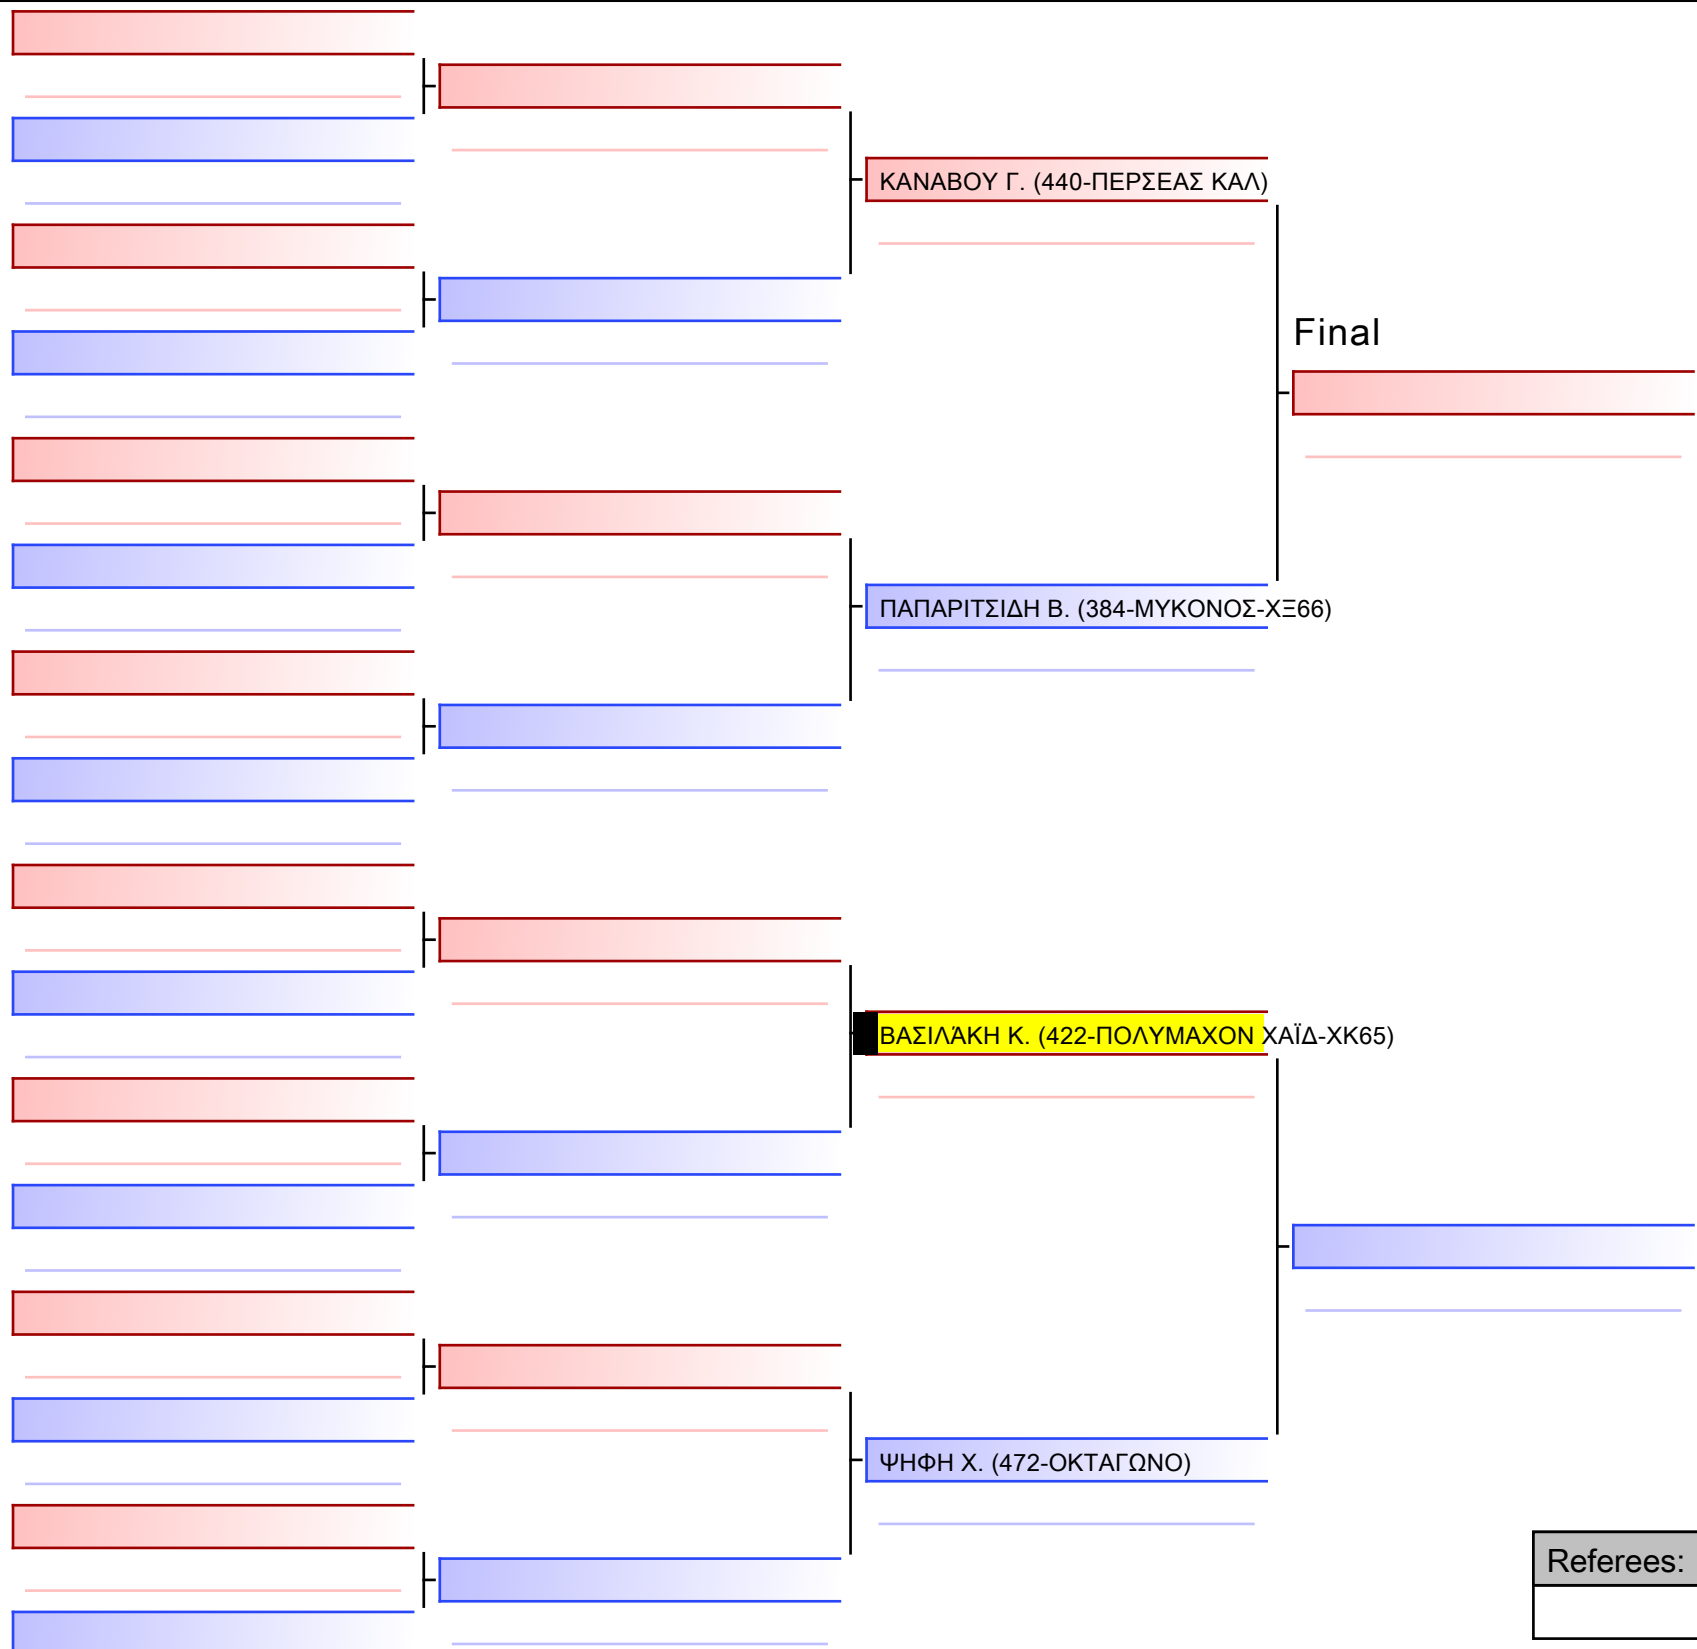 ΚΑΝΑΒΟΥ Γ. (440-ΠΕΡΣΕΑΣ ΚΑΛ)
Final
ΠΑΠΑΡΙΤΣΙΔΗ Β. (384-ΜΥΚΟΝΟΣ-ΧΞ66)
ΒΑΣΙΛΆΚΗ Κ. (422-ΠΟΛΥΜΑΧΟΝ ΧΑΪΔ-ΧΚ65)
ΨΗΦΗ Χ. (472-ΟΚΤΑΓΩΝΟ)
Referees: